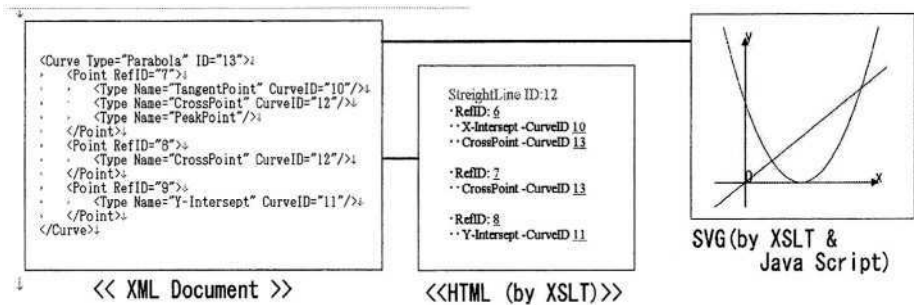 <Curve Type="Parabola" ID="13">↓
<Point RefID="7">↓
<Type Name="TangentPoint" CurveID="10"/>↓
<Type Name="CrossPoint" CurveID="12"/>↓
<Type Name="PeakPoint"/>↓
</Point>↓
<Point RefID="8">↓
<Type Name="CrossPoint" CurveID="12"/>↓
</Point>↓
<Point RefID="9">↓
<Type Name="Y-Intersept" CurveID="11"/>↓
</Point>↓
</Curve>↓
<< XML Document >>
StreightLine ID:12
・RefID: 6
・・X-Intersept -CurveID 10
・・CrossPoint -CurveID 13
・RefID: 7
・・CrossPoint -CurveID 13
・RefID: 8
・・Y-Intersept -CurveID 11
<<HTML (by XSLT)>>
y
0
x
SVG(by XSLT &
Java Script)